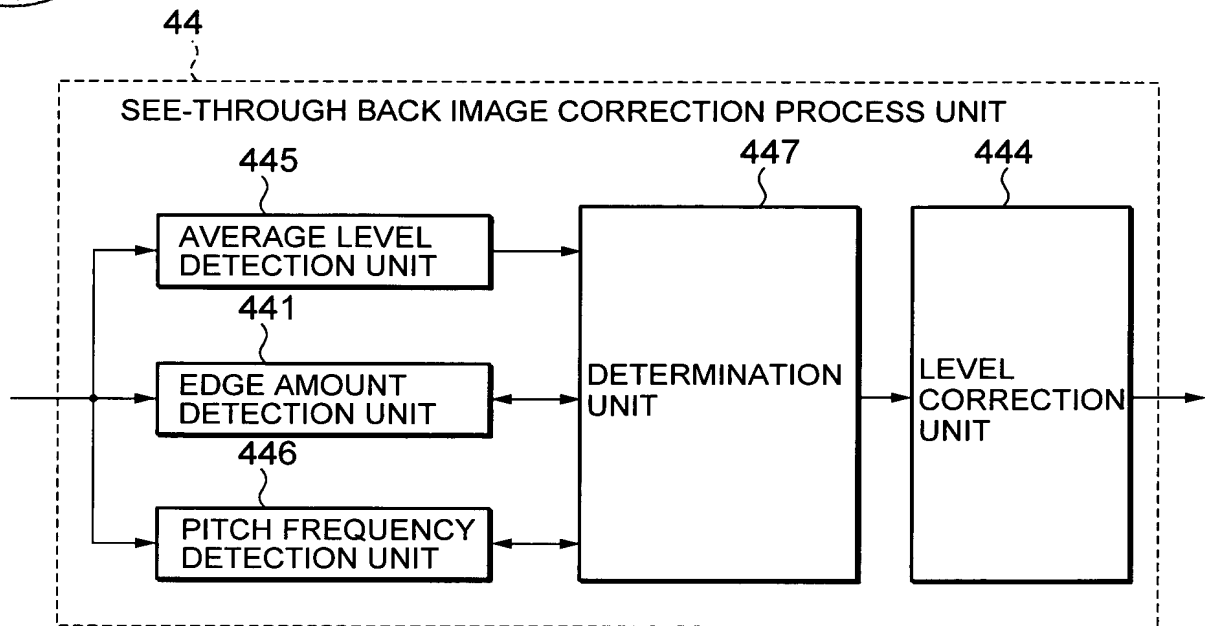 44
SEE-THROUGH BACK IMAGE CORRECTION PROCESS UNIT
445
AVERAGE LEVEL
DETECTION UNIT
441
EDGE AMOUNT
DETECTION UNIT
446
PITCH FREQUENCY
DETECTION UNIT
447
DETERMINATION
UNIT
444
LEVEL
CORRECTION
UNIT